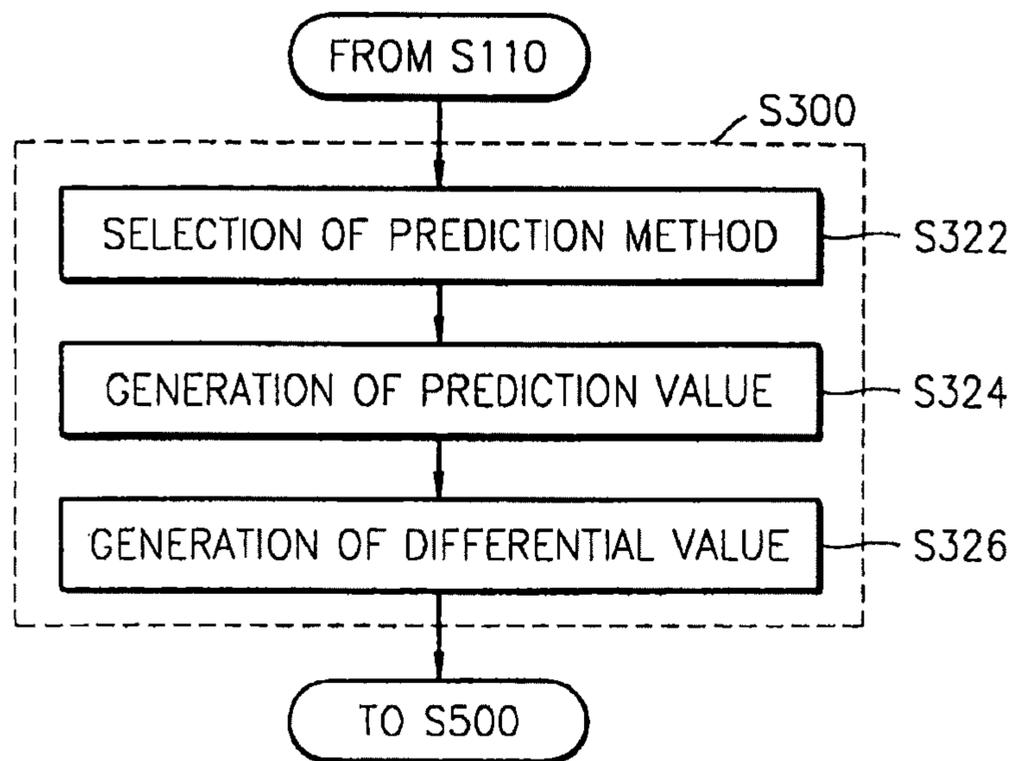 FROM S110
S300
SELECTION OF PREDICTION METHOD
S322
GENERATION OF PREDICTION VALUE
S324
GENERATION OF DIFFERENTIAL VALUE
S326
TO S500